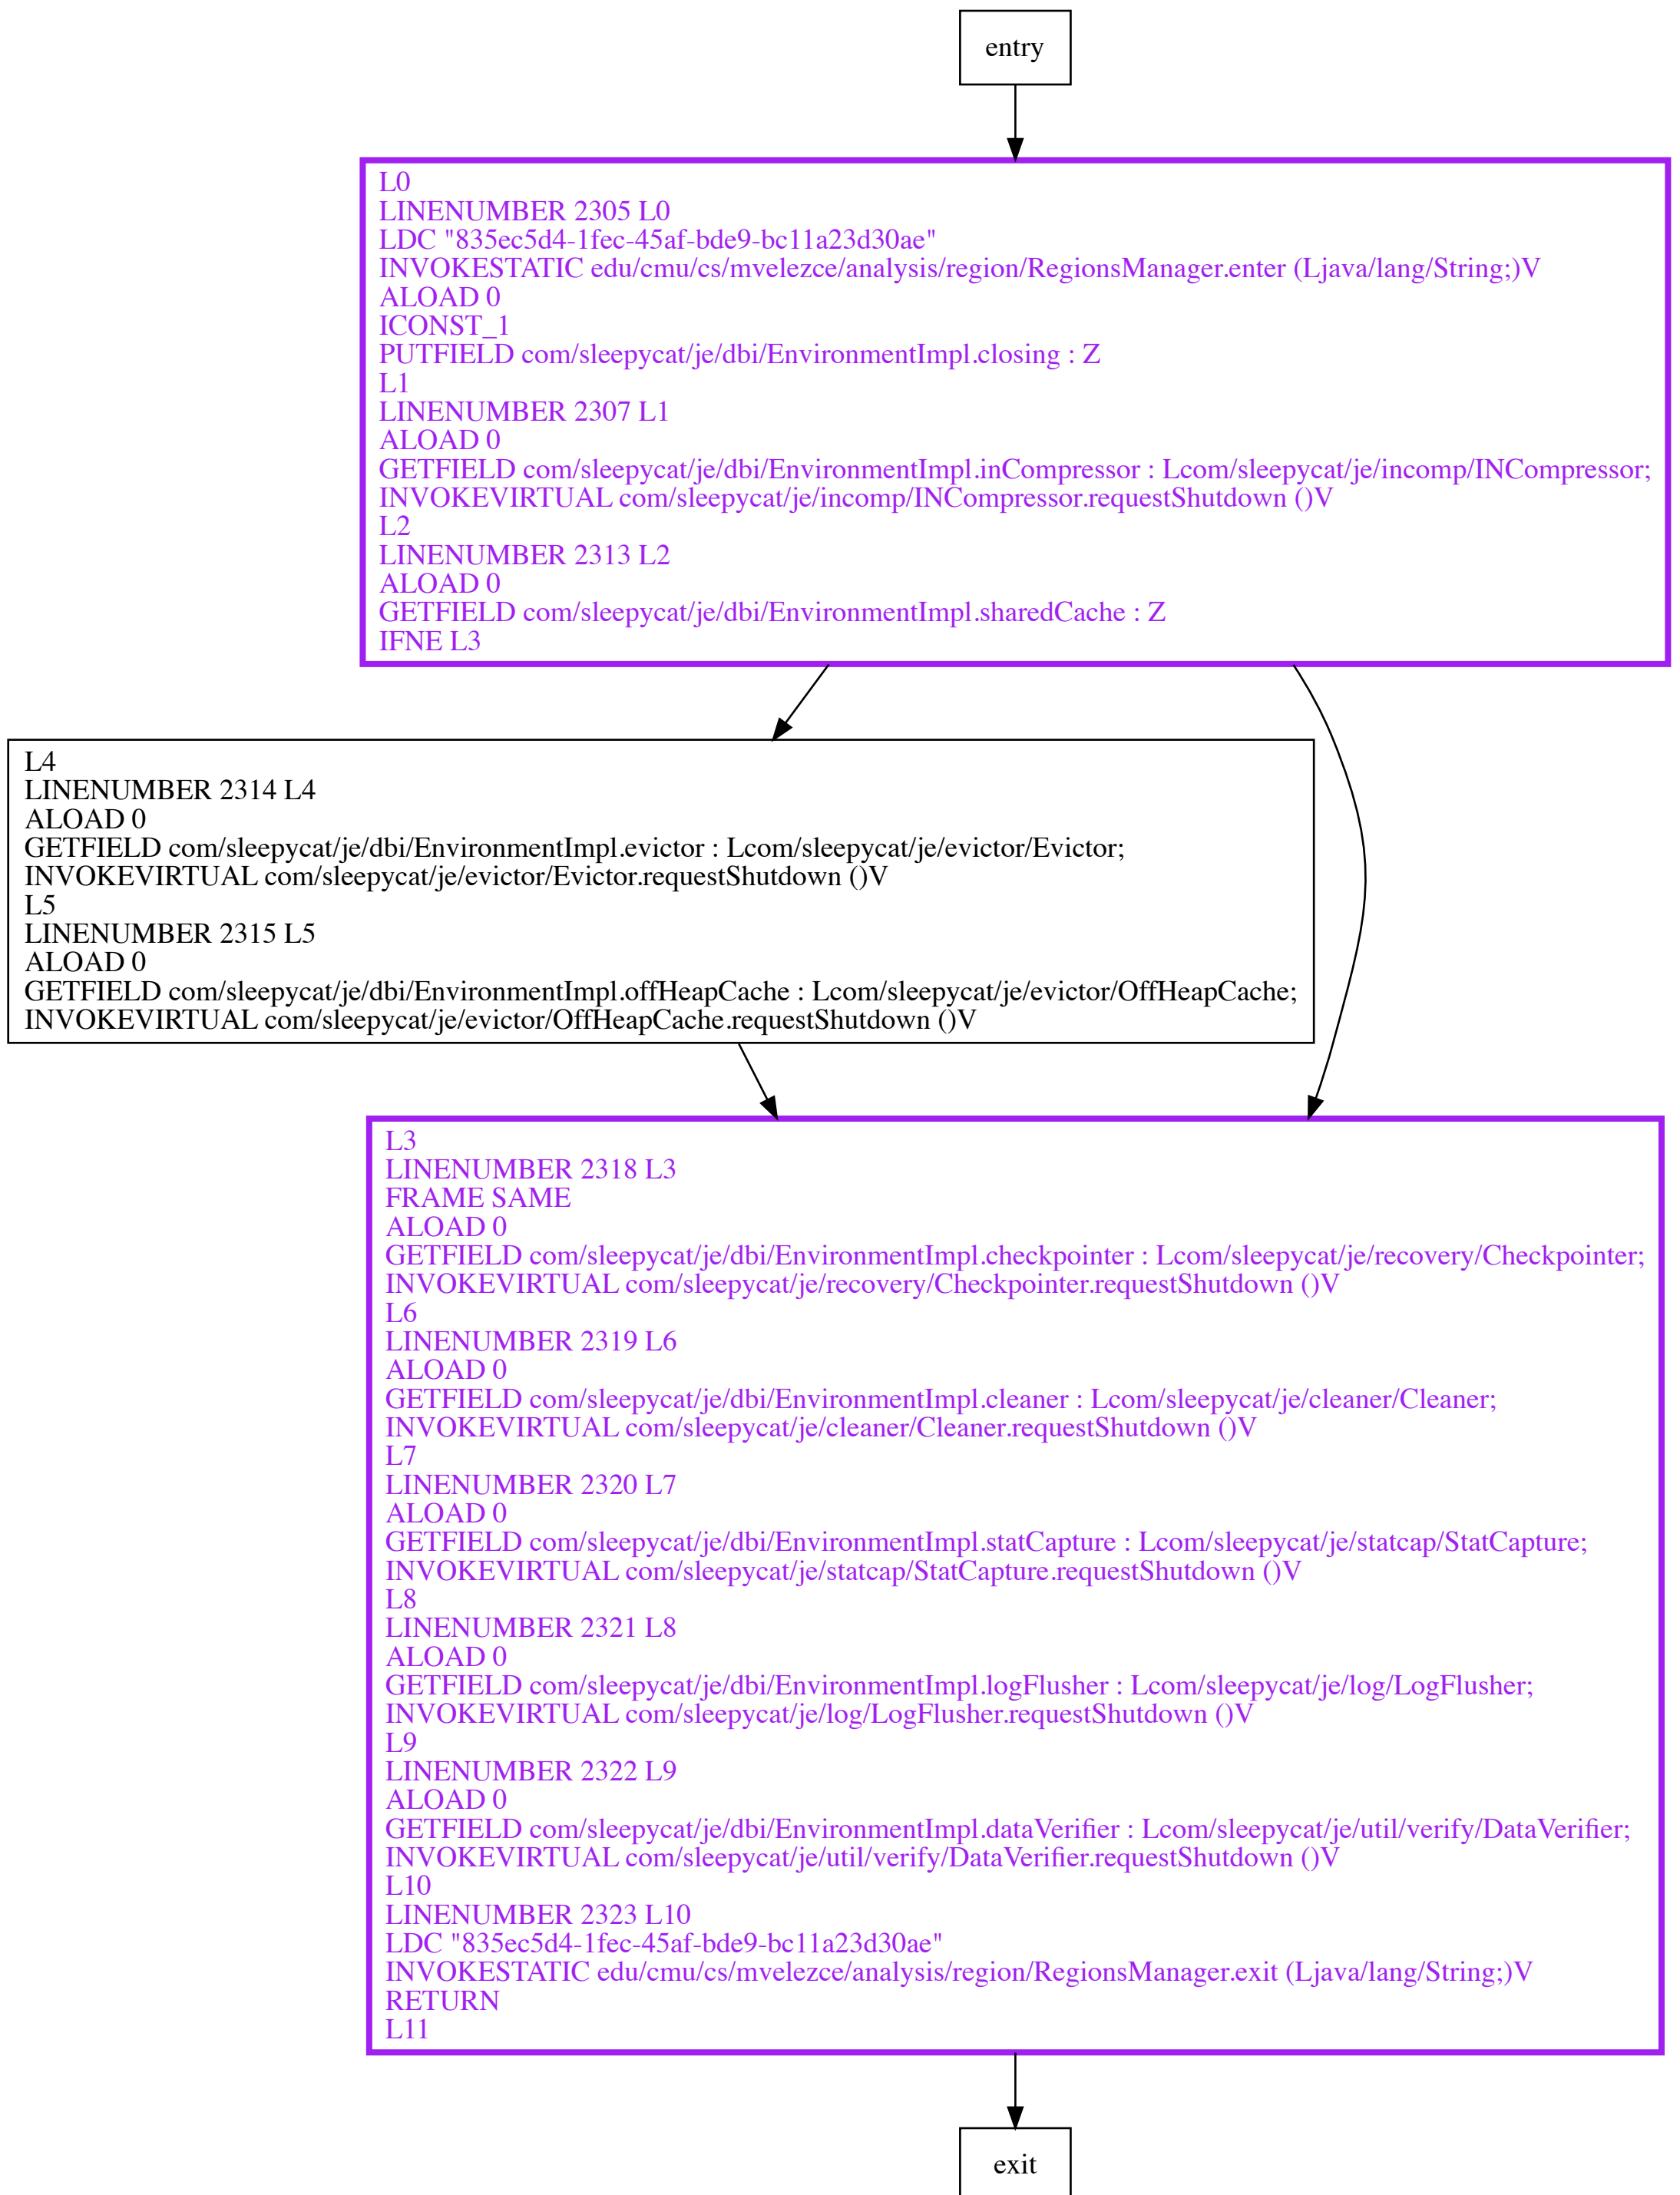 entry
L0
LINENUMBER 2305 L0
LDC "835ec5d4-1fec-45af-bde9-bc11a23d30ae"
INVOKESTATIC edu/cmu/cs/mvelezce/analysis/region/RegionsManager.enter (Ljava/lang/String;)V
ALOAD 0
ICONST_1
PUTFIELD com/sleepycat/je/dbi/EnvironmentImpl.closing : Z
L1
LINENUMBER 2307 L1
ALOAD 0
GETFIELD com/sleepycat/je/dbi/EnvironmentImpl.inCompressor : Lcom/sleepycat/je/incomp/INCompressor;
INVOKEVIRTUAL com/sleepycat/je/incomp/INCompressor.requestShutdown ()V
L2
LINENUMBER 2313 L2
ALOAD 0
GETFIELD com/sleepycat/je/dbi/EnvironmentImpl.sharedCache : Z
IFNE L3
L4
LINENUMBER 2314 L4
ALOAD 0
GETFIELD com/sleepycat/je/dbi/EnvironmentImpl.evictor : Lcom/sleepycat/je/evictor/Evictor;
INVOKEVIRTUAL com/sleepycat/je/evictor/Evictor.requestShutdown ()V
L5
LINENUMBER 2315 L5
ALOAD 0
GETFIELD com/sleepycat/je/dbi/EnvironmentImpl.offHeapCache : Lcom/sleepycat/je/evictor/OffHeapCache;
INVOKEVIRTUAL com/sleepycat/je/evictor/OffHeapCache.requestShutdown ()V
L3
LINENUMBER 2318 L3
FRAME SAME
ALOAD 0
GETFIELD com/sleepycat/je/dbi/EnvironmentImpl.checkpointer : Lcom/sleepycat/je/recovery/Checkpointer;
INVOKEVIRTUAL com/sleepycat/je/recovery/Checkpointer.requestShutdown ()V
L6
LINENUMBER 2319 L6
ALOAD 0
GETFIELD com/sleepycat/je/dbi/EnvironmentImpl.cleaner : Lcom/sleepycat/je/cleaner/Cleaner;
INVOKEVIRTUAL com/sleepycat/je/cleaner/Cleaner.requestShutdown ()V
L7
LINENUMBER 2320 L7
ALOAD 0
GETFIELD com/sleepycat/je/dbi/EnvironmentImpl.statCapture : Lcom/sleepycat/je/statcap/StatCapture;
INVOKEVIRTUAL com/sleepycat/je/statcap/StatCapture.requestShutdown ()V
L8
LINENUMBER 2321 L8
ALOAD 0
GETFIELD com/sleepycat/je/dbi/EnvironmentImpl.logFlusher : Lcom/sleepycat/je/log/LogFlusher;
INVOKEVIRTUAL com/sleepycat/je/log/LogFlusher.requestShutdown ()V
L9
LINENUMBER 2322 L9
ALOAD 0
GETFIELD com/sleepycat/je/dbi/EnvironmentImpl.dataVerifier : Lcom/sleepycat/je/util/verify/DataVerifier;
INVOKEVIRTUAL com/sleepycat/je/util/verify/DataVerifier.requestShutdown ()V
L10
LINENUMBER 2323 L10
LDC "835ec5d4-1fec-45af-bde9-bc11a23d30ae"
INVOKESTATIC edu/cmu/cs/mvelezce/analysis/region/RegionsManager.exit (Ljava/lang/String;)V
RETURN
L11
exit